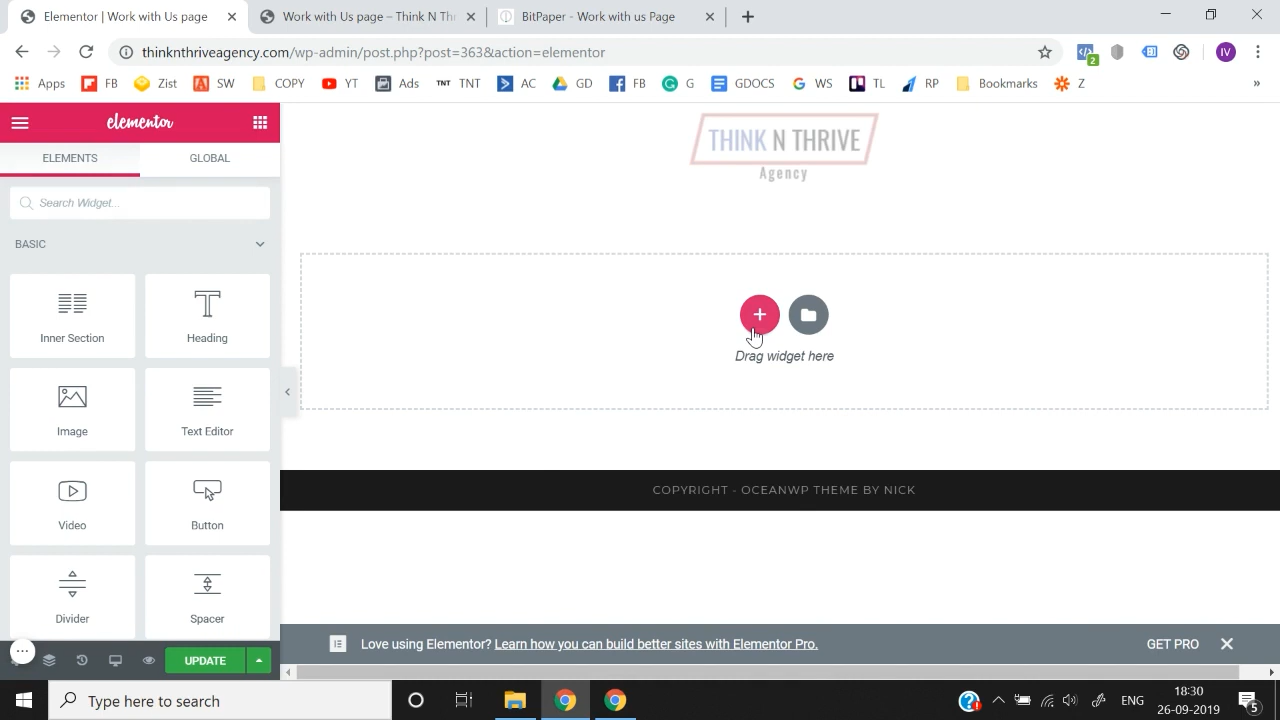 Elementor | Work with Us page
Work with Us page – Think N Thr
BitPaper - Work with us Page
thinknthriveagency.com/wp-admin/post.php?post=363&action=elementor
2
IV
Apps FB Zist SW COPY YT Ads TNT TNT AC GD FB G GDOCS WS TL RP Bookmarks Z »
elementor
ELEMENTS GLOBAL
Search Widget...
BASIC
Inner Section Heading
Image Text Editor
Video Button
Divider Spacer
UPDATE
THINK N THRIVE
Agency
Drag widget here
COPYRIGHT - OCEANWP THEME BY NICK
Love using Elementor? Learn how you can build better sites with Elementor Pro.
GET PRO
Type here to search
ENG
18:30
26-09-2019
5